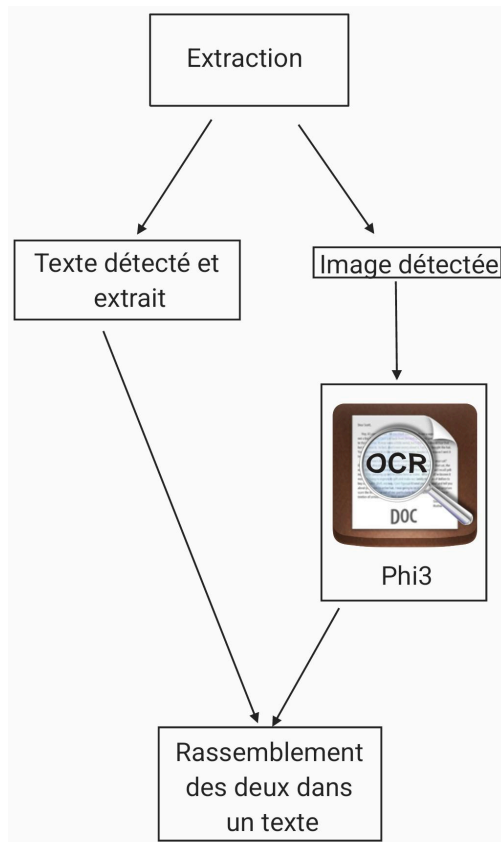 Extraction
Texte détecté et
extrait
Image détectée
OCR
DOC
Phi3
Rassemblement
des deux dans
un texte